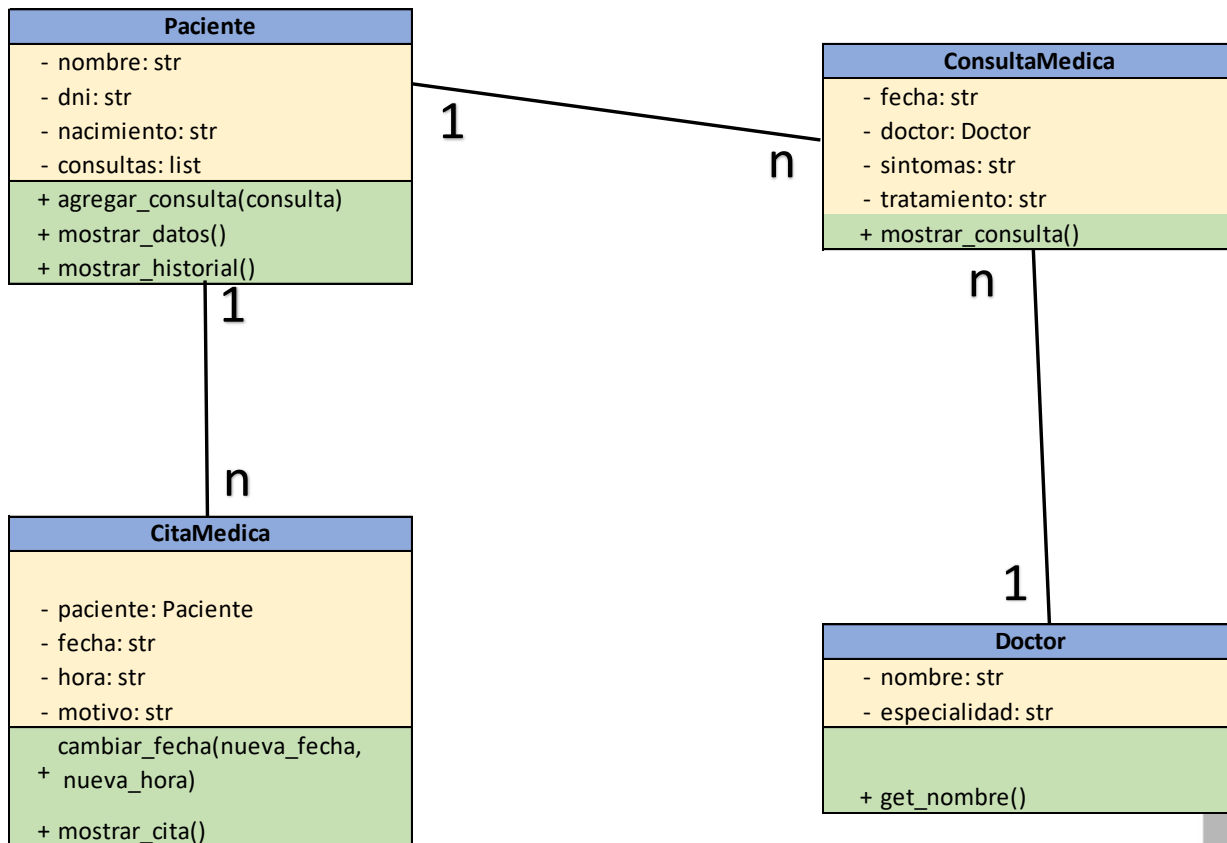 Paciente
- nombre: str
- dni: str
- nacimiento: str
- consultas: list
+ agregar_consulta(consulta)
+ mostrar_datos()
+ mostrar_historial()
1
n
ConsultaMedica
- fecha: str
- doctor: Doctor
- sintomas: str
- tratamiento: str
+ mostrar_consulta()
n
1
1
n
CitaMedica
- paciente: Paciente
- fecha: str
- hora: str
- motivo: str
+ cambiar_fecha(nueva_fecha,
nueva_hora)
+ mostrar_cita()
Doctor
- nombre: str
- especialidad: str
+ get_nombre()